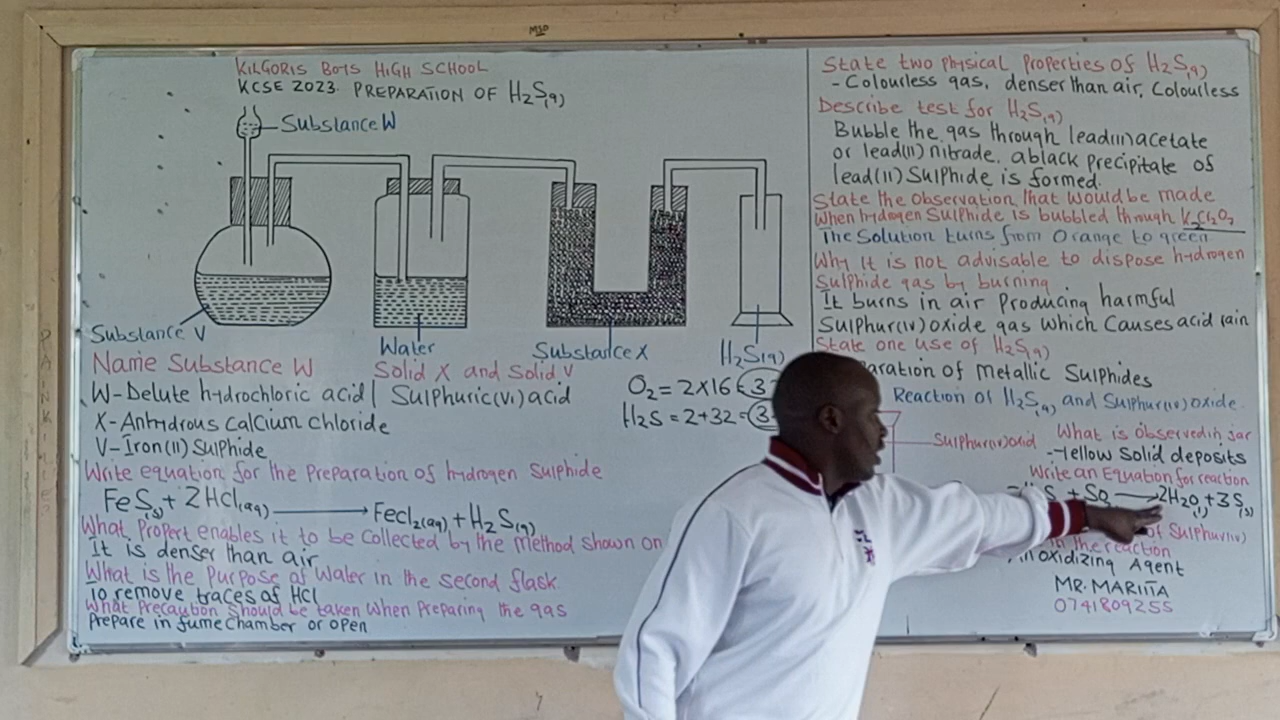 MSO
KILGORIS BOYS HIGH SCHOOL
KCSE 2023. PREPARATION OF H₂S(g)
Substance W
Substance V
Water
Substance X
H₂S(g)
Name Substance W Solid X and Solid V
W-Delute hydrochloric acid | Sulphuric(VI) acid
X-Anhydrous calcium chloride
V-Iron(II) Sulphide
Write equation for the Preparation of hydrogen sulphide
FeS(s) + 2HCl(aq) ⟶ FeCl₂(aq) + H₂S(g)
What Propert enables it to be collected by the method shown on
It is denser than air
What is the Purpose of Water in the second flask
To remove traces of HCl
What Precaution Should be taken when Preparing the gas
Prepare in fume chamber or open
O₂ = 2×16 = 3
H₂S = 2+32 = 3
State two physical Properties of H₂S(g)
- Colourless gas, denser than air, Colourless
Describe test for H₂S(g)
Bubble the gas through lead(II) acetate
or lead(II) nitrade. a black precipitate of
lead(II) Sulphide is formed.
State the observation that would be made
When hydrogen Sulphide is bubbled through K₂Cr₂O₇
The Solution turns from Orange to green
Why it is not advisable to dispose hydrogen
Sulphide gas by burning
It burns in air Producing harmful
Sulphur(IV) oxide gas which Causes acid rain
State one use of H₂S(g)
aration of Metallic Sulphides
Reaction of H₂S(g) and Sulphur(IV) oxide.
Sulphur(IV) oxid
What is observed in jar
-Yellow Solid deposits
Write an Equation for reaction
S + SO ⟶ 2H₂O(l) + 3S(s)
of Sulphur(IV)
the reaction
oxidizing Agent
MR. MARITTA
0741809255
PAINKILLER